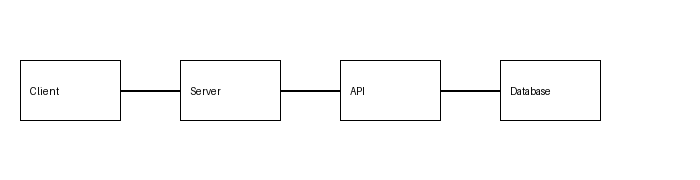 Client
Server
API
Database